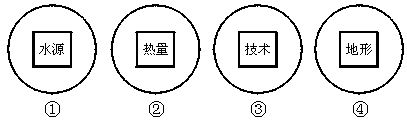 水源 热量 技术 地形
① ② ③ ④